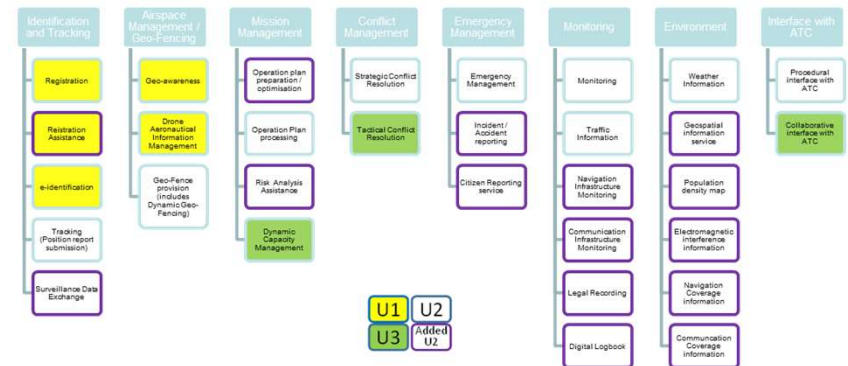 Identification
and Tracking
Registration
Reistration
Assistance
e-identification
Tracking
(Position report
submission)
Surveillance Data
Exchange
Airspace
Management /
Geo-Fencing
Geo-awareness
Drone
Aeronautical
Information
Management
Geo-Fence
provision
(includes
Dynamic Geo-
Fencing)
Mission
Management
Operation plan
preparation /
optimisation
Operation Plan
processing
Risk Analysis
Assistance
Dynamic
Capacity
Management
Conflict
Management
Strategic Conflict
Resolution
Tactical Conflict
Resolution
Emergency
Management
Emergency
Management
Incident /
Accident
reporting
Citizen Reporting
service
Monitoring
Monitoring
Traffic
Information
Navigation
Infrastructure
Monitoring
Communication
Infrastructure
Monitoring
Legal Recording
Digital Logbook
Environment
Weather
Information
Geospatial
information
service
Population
density map
Electromagnetic
interference
information
Navigation
Coverage
information
Communcation
Coverage
information
Interface with
ATC
Procedural
interface with
ATC
Collaborative
interface with
ATC
U1 U2
U3 Added
U2